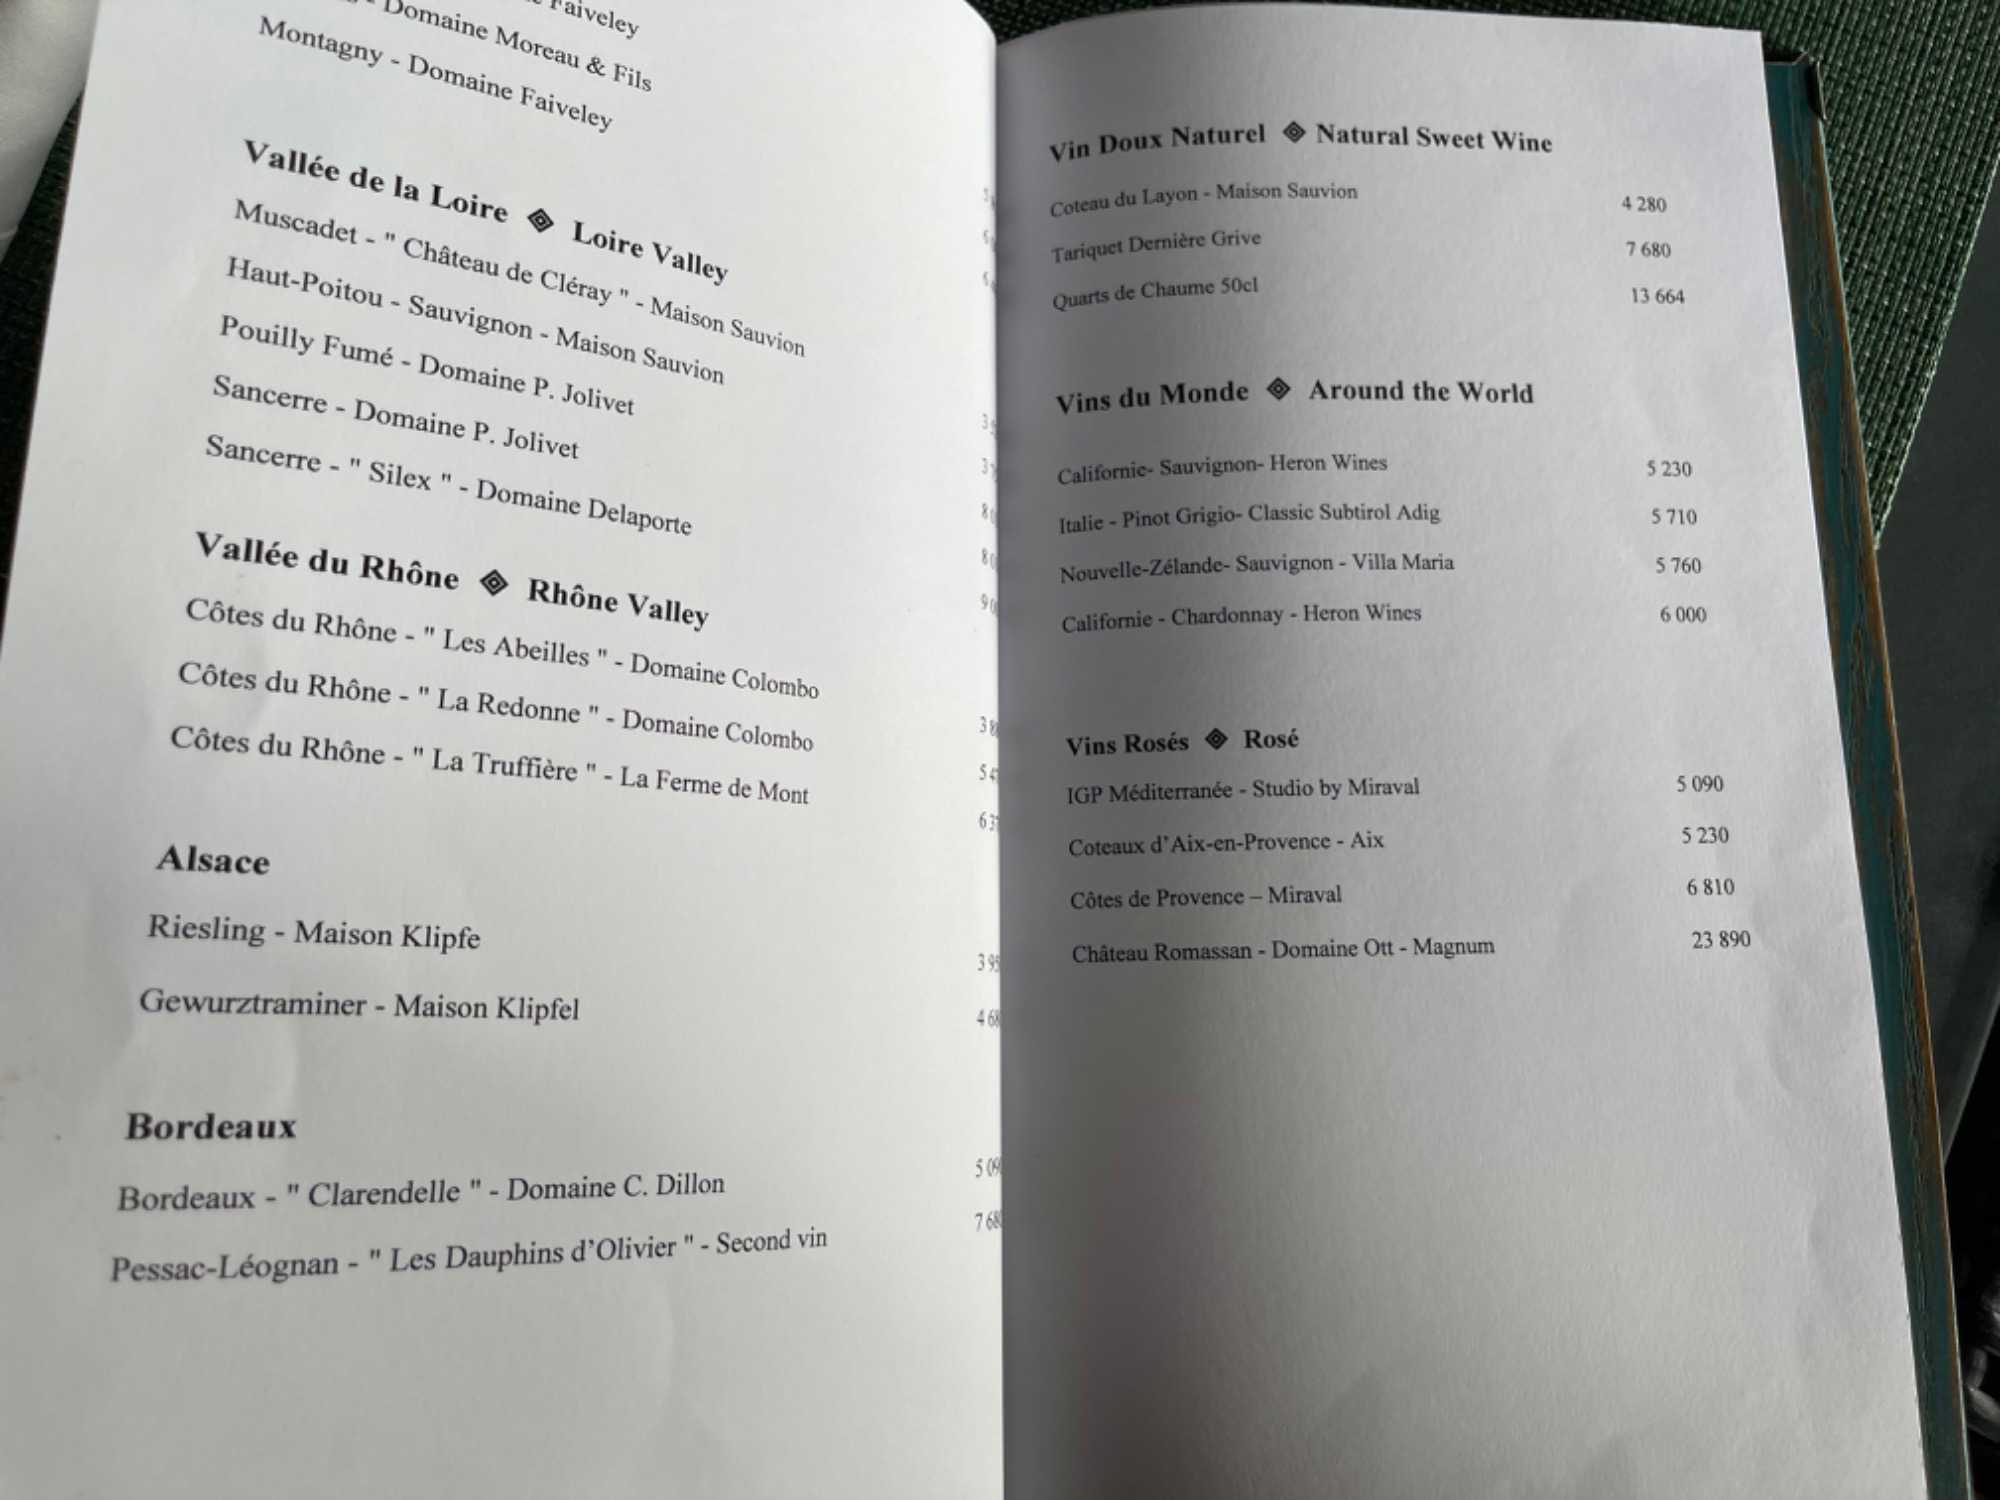 Faiveley
- Domaine Moreau & Fils
Montagny - Domaine Faiveley
Vallée de la Loire Loire Valley
Muscadet - " Château de Cléray " - Maison Sauvion
Haut-Poitou - Sauvignon - Maison Sauvion
Pouilly Fumé - Domaine P. Jolivet
Sancerre - Domaine P. Jolivet
Sancerre - " Silex " - Domaine Delaporte
Vallée du Rhône Rhône Valley
Côtes du Rhône - " Les Abeilles " - Domaine Colombo
Côtes du Rhône - " La Redonne " - Domaine Colombo
Côtes du Rhône - " La Truffière " - La Ferme de Mont
Alsace
Riesling - Maison Klipfe
Gewurztraminer - Maison Klipfel
Bordeaux
Bordeaux - " Clarendelle " - Domaine C. Dillon
Pessac-Léognan - " Les Dauphins d'Olivier " - Second vin
Vin Doux Naturel Natural Sweet Wine
Coteau du Layon - Maison Sauvion 4 280
Tariquet Dernière Grive 7 680
Quarts de Chaume 50cl 13 664
Vins du Monde Around the World
Californie- Sauvignon- Heron Wines 5 230
Italie - Pinot Grigio- Classic Subtirol Adig 5 710
Nouvelle-Zélande- Sauvignon - Villa Maria 5 760
Californie - Chardonnay - Heron Wines 6 000
Vins Rosés Rosé
IGP Méditerranée - Studio by Miraval 5 090
Coteaux d'Aix-en-Provence - Aix 5 230
Côtes de Provence – Miraval 6 810
Château Romassan - Domaine Ott - Magnum 23 890